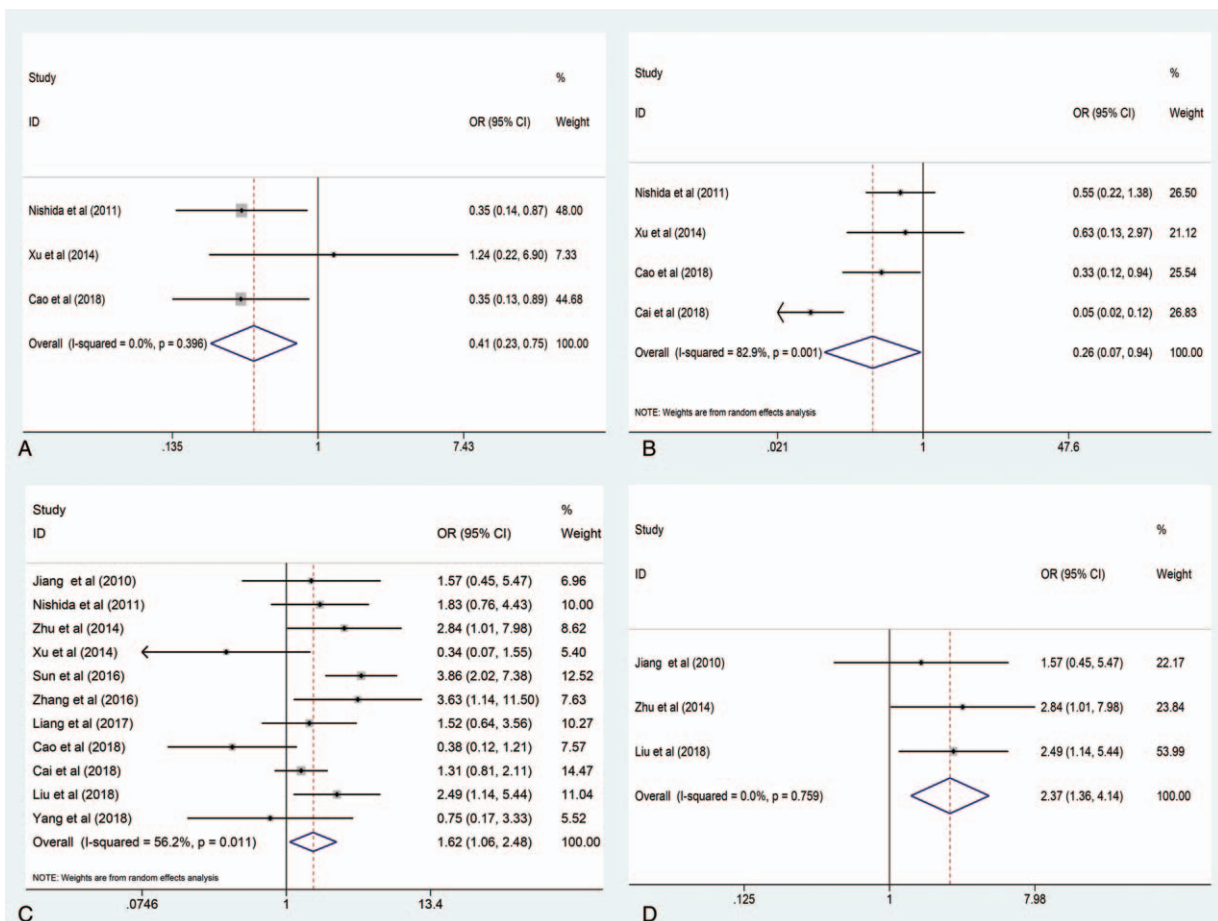 Study %
ID OR (95% CI) Weight
Nishida et al (2011) 0.35 (0.14, 0.87) 48.00
Xu et al (2014) 1.24 (0.22, 6.90) 7.33
Cao et al (2018) 0.35 (0.13, 0.89) 44.68
Overall (I-squared = 0.0%, p = 0.396) 0.41 (0.23, 0.75) 100.00
A
.135 1 7.43
Study %
ID OR (95% CI) Weight
Nishida et al (2011) 0.55 (0.22, 1.38) 26.50
Xu et al (2014) 0.63 (0.13, 2.97) 21.12
Cao et al (2018) 0.33 (0.12, 0.94) 25.54
Cai et al (2018) 0.05 (0.02, 0.12) 26.83
Overall (I-squared = 82.9%, p = 0.001) 0.26 (0.07, 0.94) 100.00
NOTE: Weights are from random effects analysis
B
.021 1 47.6
Study %
ID OR (95% CI) Weight
Jiang et al (2010) 1.57 (0.45, 5.47) 6.96
Nishida et al (2011) 1.83 (0.76, 4.43) 10.00
Zhu et al (2014) 2.84 (1.01, 7.98) 8.62
Xu et al (2014) 0.34 (0.07, 1.55) 5.40
Sun et al (2016) 3.86 (2.02, 7.38) 12.52
Zhang et al (2016) 3.63 (1.14, 11.50) 7.63
Liang et al (2017) 1.52 (0.64, 3.56) 10.27
Cao et al (2018) 0.38 (0.12, 1.21) 7.57
Cai et al (2018) 1.31 (0.81, 2.11) 14.47
Liu et al (2018) 2.49 (1.14, 5.44) 11.04
Yang et al (2018) 0.75 (0.17, 3.33) 5.52
Overall (I-squared = 56.2%, p = 0.011) 1.62 (1.06, 2.48) 100.00
NOTE: Weights are from random effects analysis
C
.0746 1 13.4
Study %
ID OR (95% CI) Weight
Jiang et al (2010) 1.57 (0.45, 5.47) 22.17
Zhu et al (2014) 2.84 (1.01, 7.98) 23.84
Liu et al (2018) 2.49 (1.14, 5.44) 53.99
Overall (I-squared = 0.0%, p = 0.759) 2.37 (1.36, 4.14) 100.00
D
.125 1 7.98